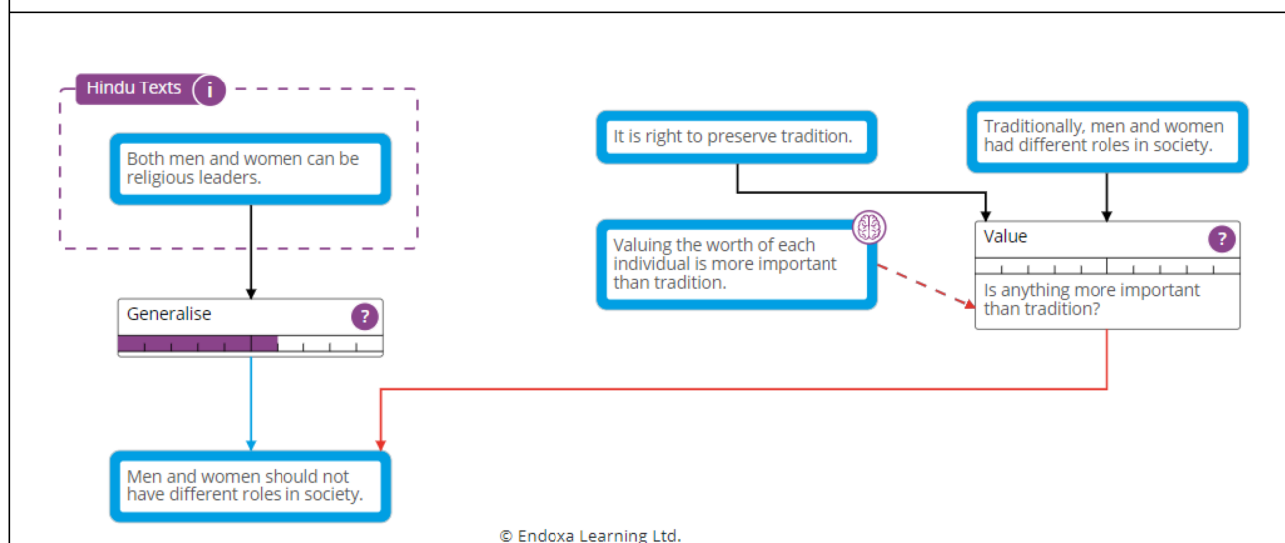 Hindu Texts i
Both men and women can be
religious leaders.
It is right to preserve tradition.
Traditionally, men and women
had different roles in society.
Valuing the worth of each
individual is more important
than tradition.
Value ?
Is anything more important
than tradition?
Generalise ?
Men and women should not
have different roles in society.
© Endoxa Learning Ltd.